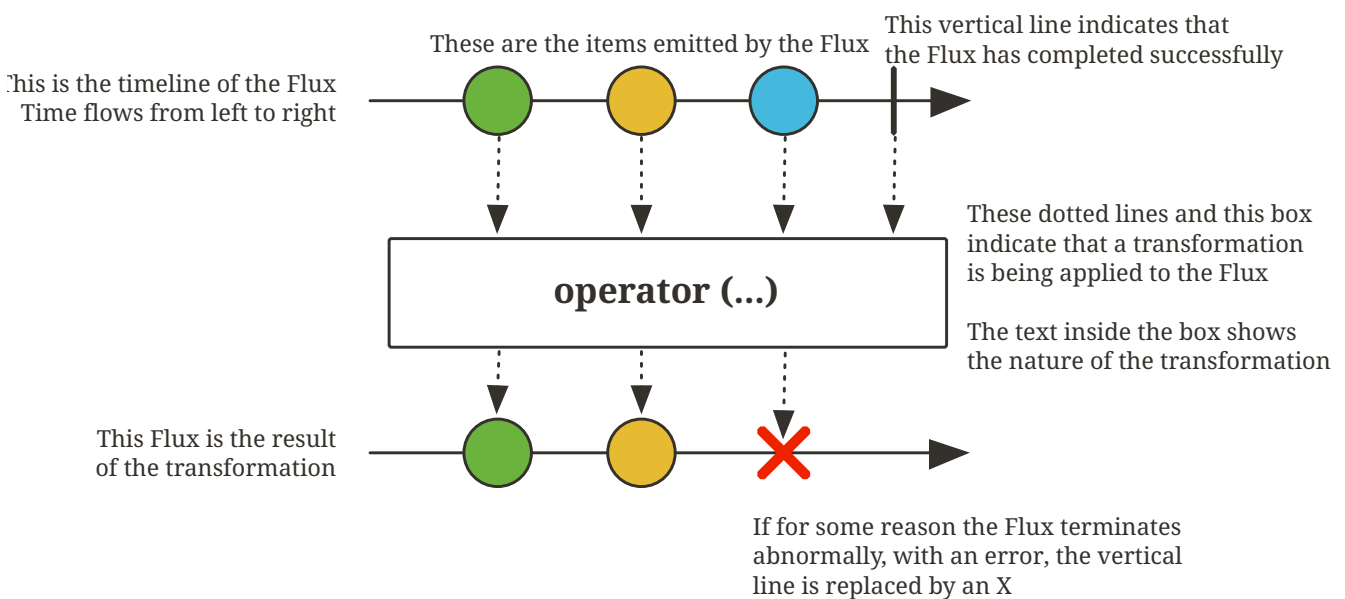 These are the items emitted by the Flux
This vertical line indicates that
the Flux has completed successfully
This is the timeline of the Flux
Time flows from left to right
These dotted lines and this box
indicate that a transformation
is being applied to the Flux
operator (...)
The text inside the box shows
the nature of the transformation
This Flux is the result
of the transformation
If for some reason the Flux terminates
abnormally, with an error, the vertical
line is replaced by an X